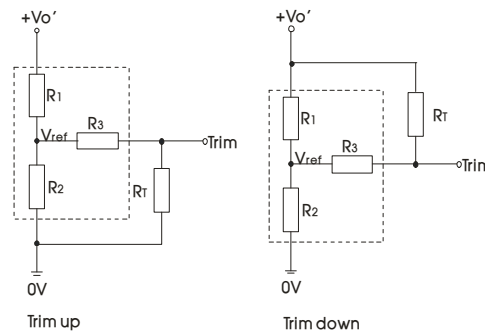 +Vo'
R1
Vref
R3
Trim
R2
RT
0V
Trim up
+Vo'
RT
R1
Vref
R3
Trim
R2
0V
Trim down